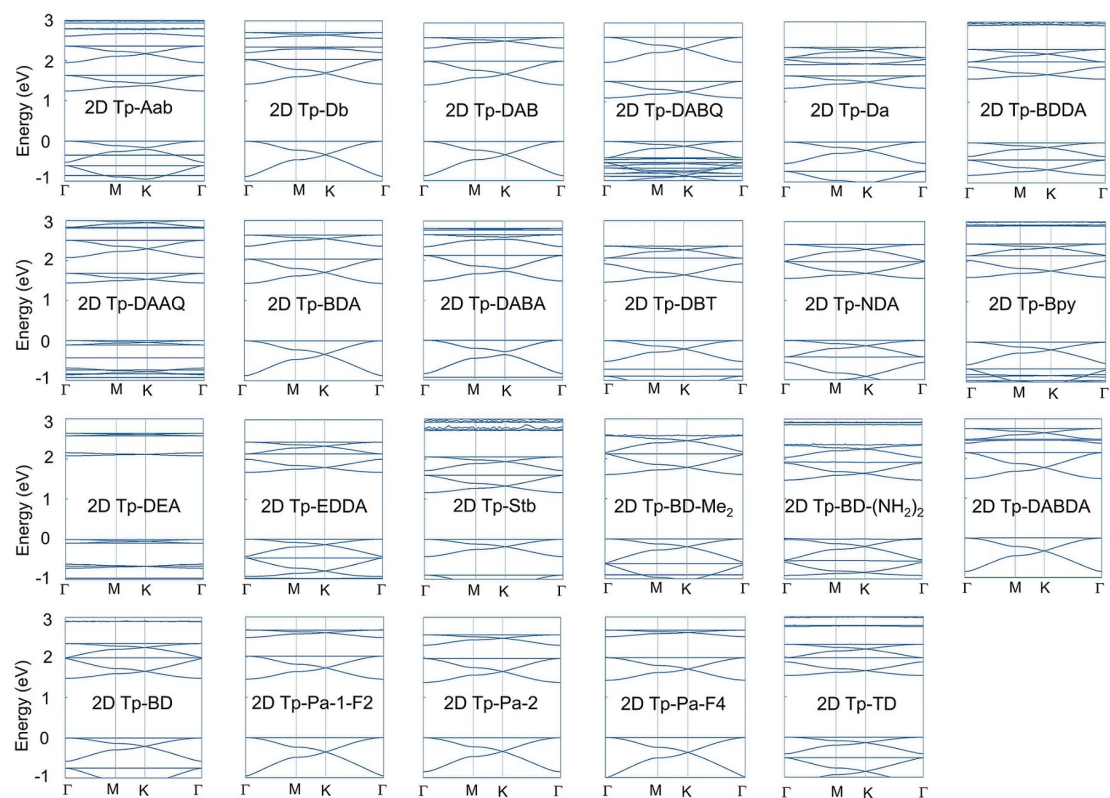 Energy (eV)
3
2
1
0
-1
2D Tp-Aab
Γ M K Γ
2D Tp-Db
Γ M K Γ
2D Tp-DAB
Γ M K Γ
2D Tp-DABQ
Γ M K Γ
2D Tp-Da
Γ M K Γ
2D Tp-BDDA
Γ M K Γ
Energy (eV)
3
2
1
0
-1
2D Tp-DAAQ
Γ M K Γ
2D Tp-BDA
Γ M K Γ
2D Tp-DABA
Γ M K Γ
2D Tp-DBT
Γ M K Γ
2D Tp-NDA
Γ M K Γ
2D Tp-Bpy
Γ M K Γ
Energy (eV)
3
2
1
0
-1
2D Tp-DEA
Γ M K Γ
2D Tp-EDDA
Γ M K Γ
2D Tp-Stb
Γ M K Γ
2D Tp-BD-Me₂
Γ M K Γ
2D Tp-BD-(NH₂)₂
Γ M K Γ
2D Tp-DABDA
Γ M K Γ
Energy (eV)
3
2
1
0
-1
2D Tp-BD
Γ M K Γ
2D Tp-Pa-1-F2
Γ M K Γ
2D Tp-Pa-2
Γ M K Γ
2D Tp-Pa-F4
Γ M K Γ
2D Tp-TD
Γ M K Γ